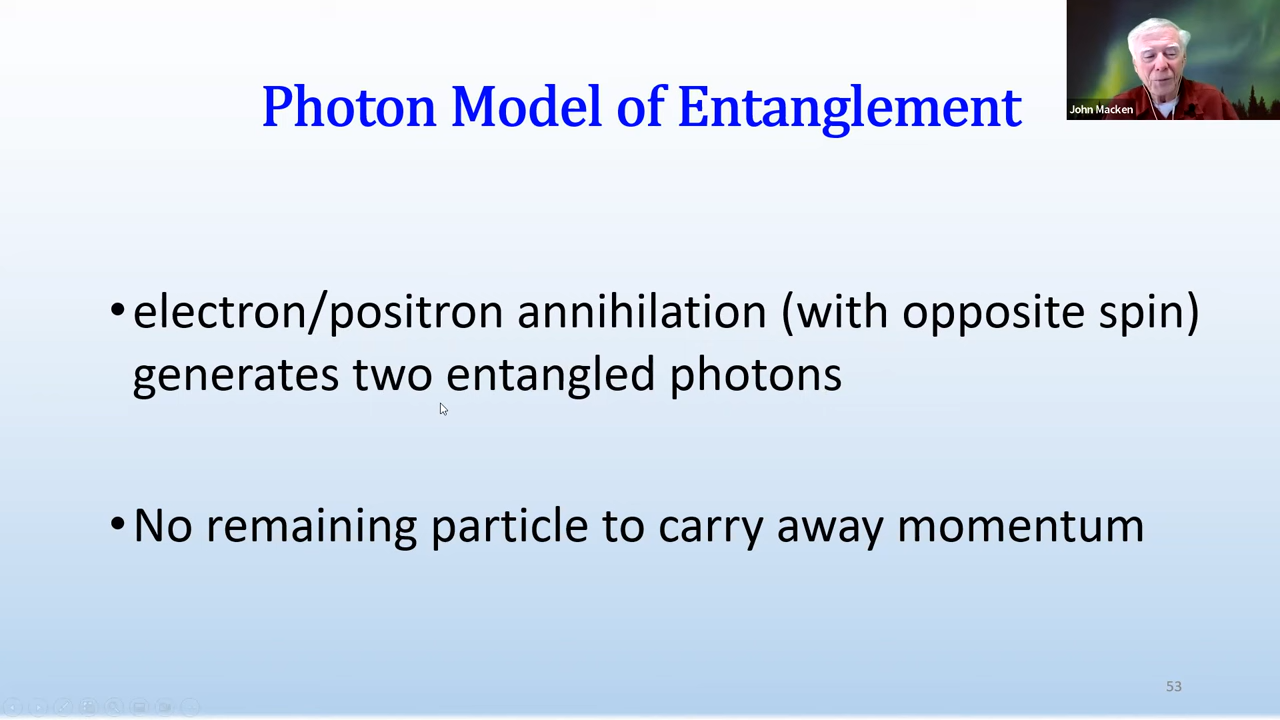 Photon Model of Entanglement
John Macken
•electron/positron annihilation (with opposite spin)
generates two entangled photons
•No remaining particle to carry away momentum
53